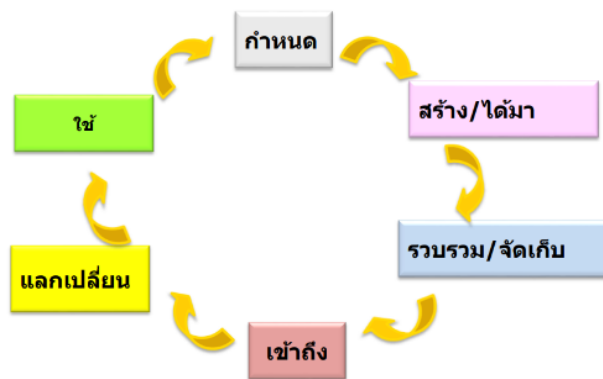 กำหนด
สร้าง/ได้มา
รวบรวม/จัดเก็บ
เข้าถึง
แลกเปลี่ยน
ใช้